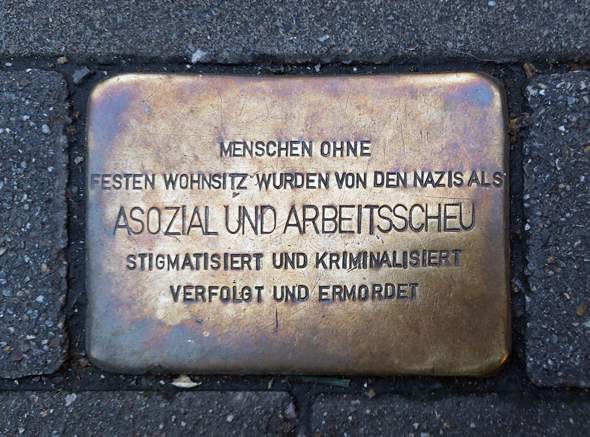 MENSCHEN OHNE
FESTEN WOHNSITZ WURDEN VON DEN NAZIS ALS
ASOZIAL UND ARBEITSSCHEU
STIGMATISIERT UND KRIMINALISIERT
VERFOLGT UND ERMORDET